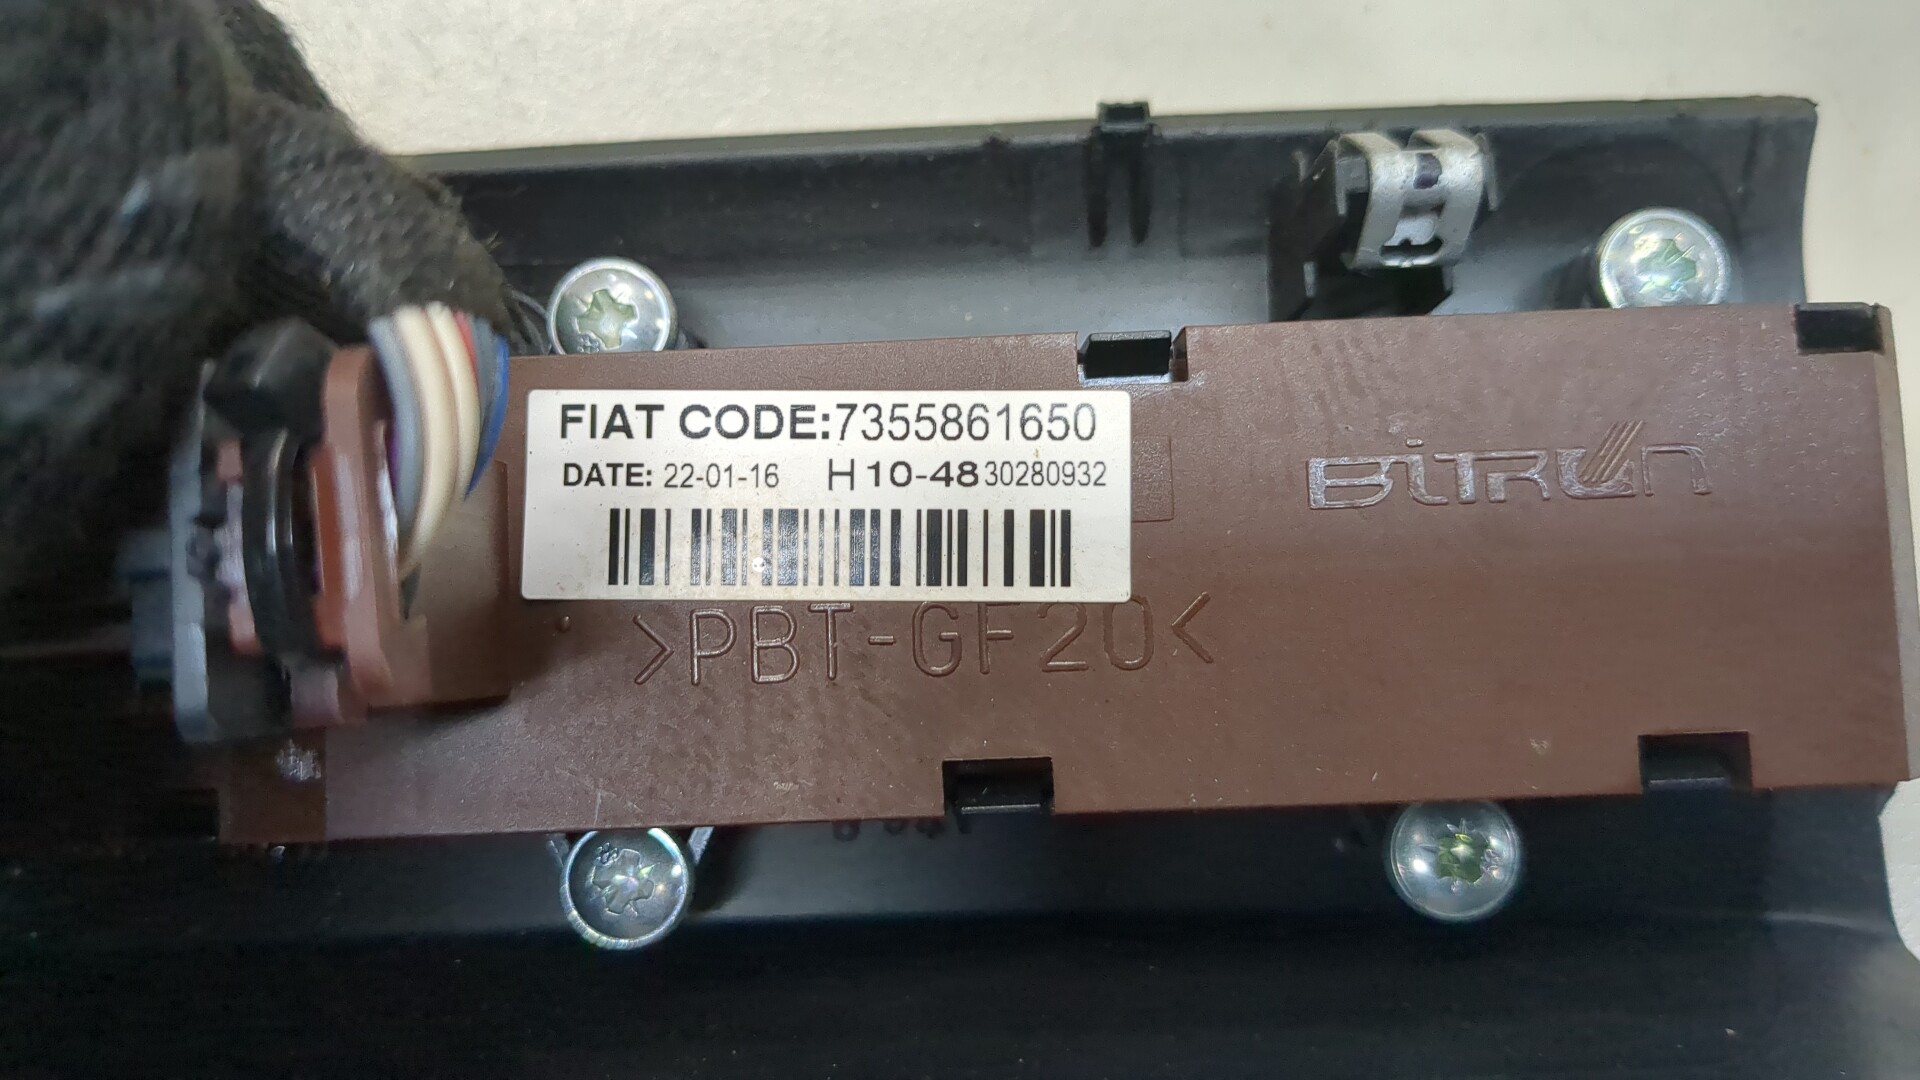 FIAT CODE:7355861650
DATE: 22-01-16 H 10-48 30280932
BiTRON
>PBT-GF20<